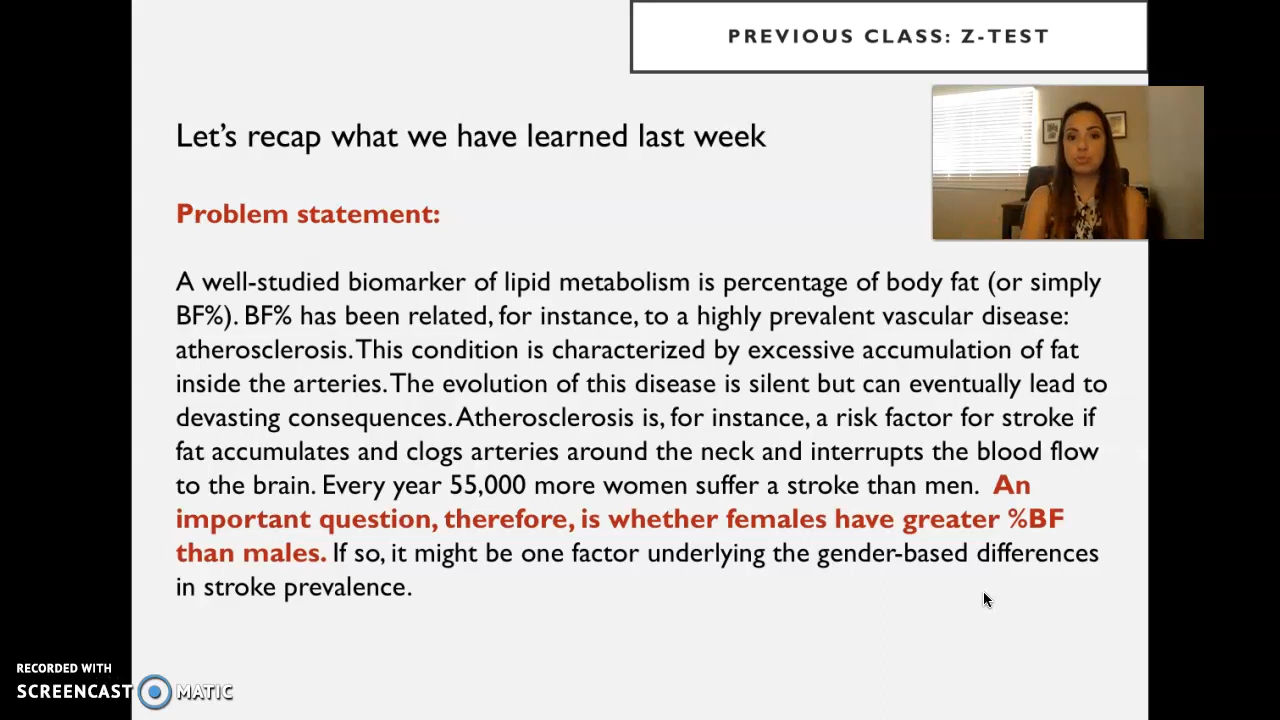 PREVIOUS CLASS: Z-TEST
Let's recap what we have learned last week
Problem statement:
A well-studied biomarker of lipid metabolism is percentage of body fat (or simply
BF%). BF% has been related, for instance, to a highly prevalent vascular disease:
atherosclerosis. This condition is characterized by excessive accumulation of fat
inside the arteries. The evolution of this disease is silent but can eventually lead to
devasting consequences. Atherosclerosis is, for instance, a risk factor for stroke if
fat accumulates and clogs arteries around the neck and interrupts the blood flow
to the brain. Every year 55,000 more women suffer a stroke than men. An
important question, therefore, is whether females have greater %BF
than males. If so, it might be one factor underlying the gender-based differences
in stroke prevalence.
RECORDED WITH
SCREENCAST MATIC